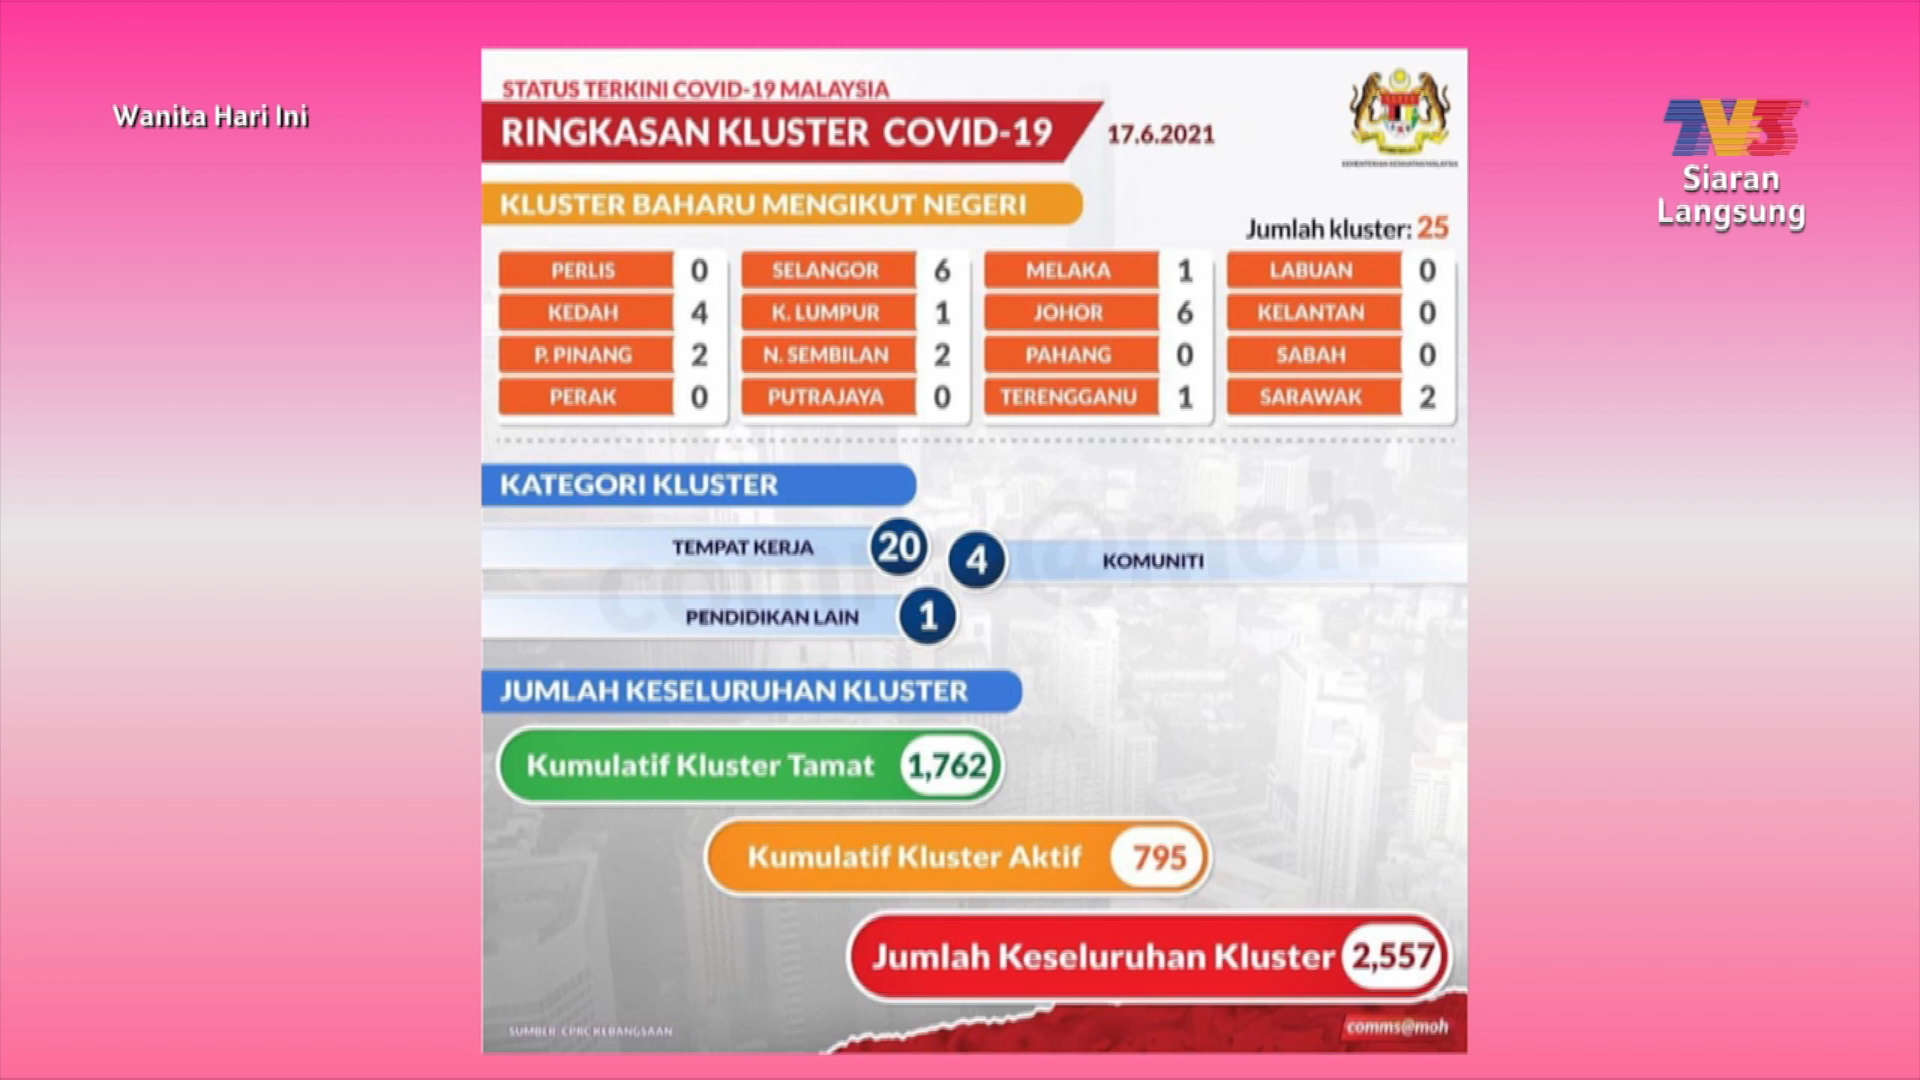 Wanita Hari Ini
STATUS TERKINI COVID-19 MALAYSIA
RINGKASAN KLUSTER COVID-19
17.6.2021
KEMENTERIAN KESIHATAN MALAYSIA
TV3
Siaran
Langsung
KLUSTER BAHARU MENGIKUT NEGERI
Jumlah kluster: 25
PERLIS 0 SELANGOR 6 MELAKA 1 LABUAN 0
KEDAH 4 K. LUMPUR 1 JOHOR 6 KELANTAN 0
P. PINANG 2 N. SEMBILAN 2 PAHANG 0 SABAH 0
PERAK 0 PUTRAJAYA 0 TERENGGANU 1 SARAWAK 2
KATEGORI KLUSTER
TEMPAT KERJA 20 4 KOMUNITI
PENDIDIKAN LAIN 1
JUMLAH KESELURUHAN KLUSTER
Kumulatif Kluster Tamat 1,762
Kumulatif Kluster Aktif 795
Jumlah Keseluruhan Kluster 2,557
SUMBER: CPRC KEBANGSAAN
comms@moh